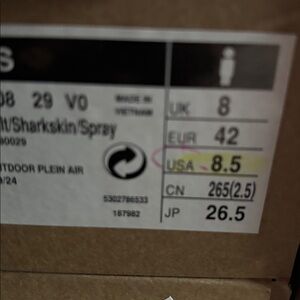 S
08 29 V0
MADE IN
VIETNAM
lt/Sharkskin/Spray
30029
TDOOR PLEIN AIR
/24
5302786533
187982
UK 8
EUR 42
USA 8.5
CN 265(2.5)
JP 26.5